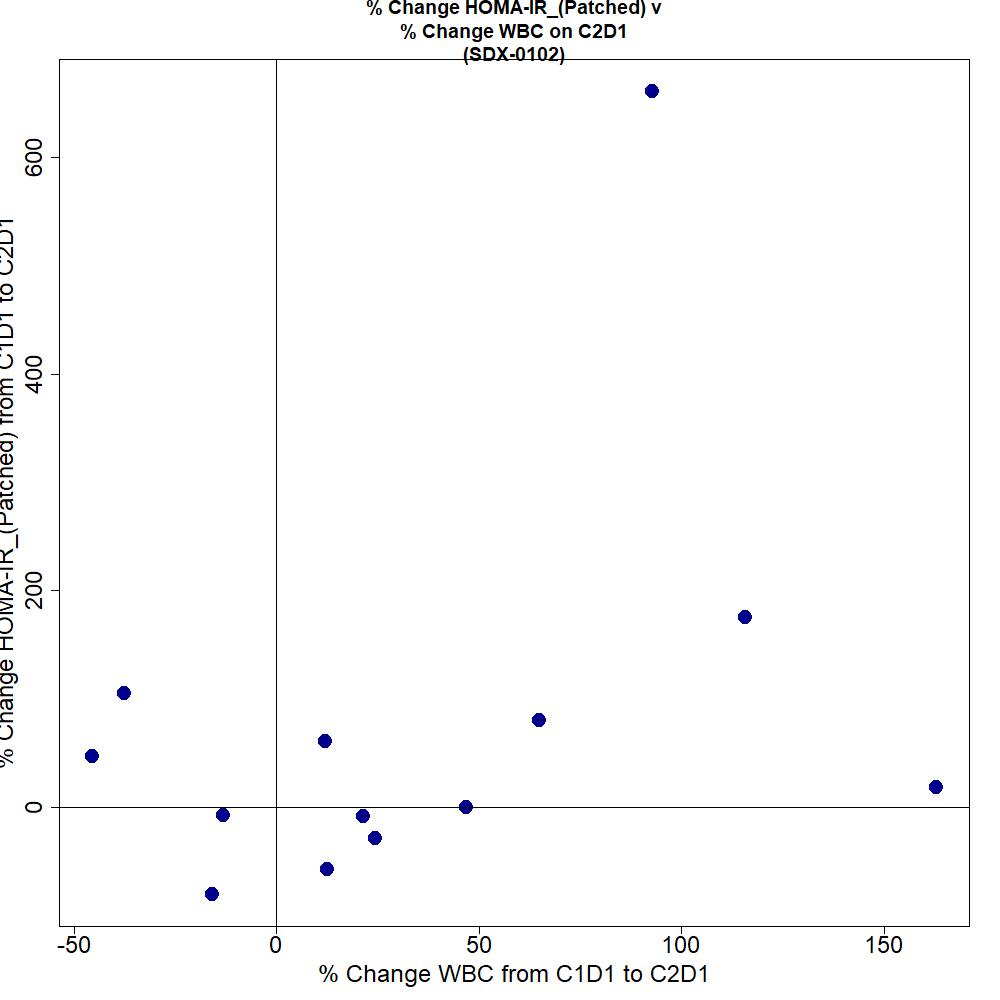 % Change HOMA-IR_(Patched) v
% Change WBC on C2D1
(SDX-0102)
% Change HOMA-IR_(Patched) from C1D1 to C2D1
600
400
200
0
-50
0
50
100
150
% Change WBC from C1D1 to C2D1